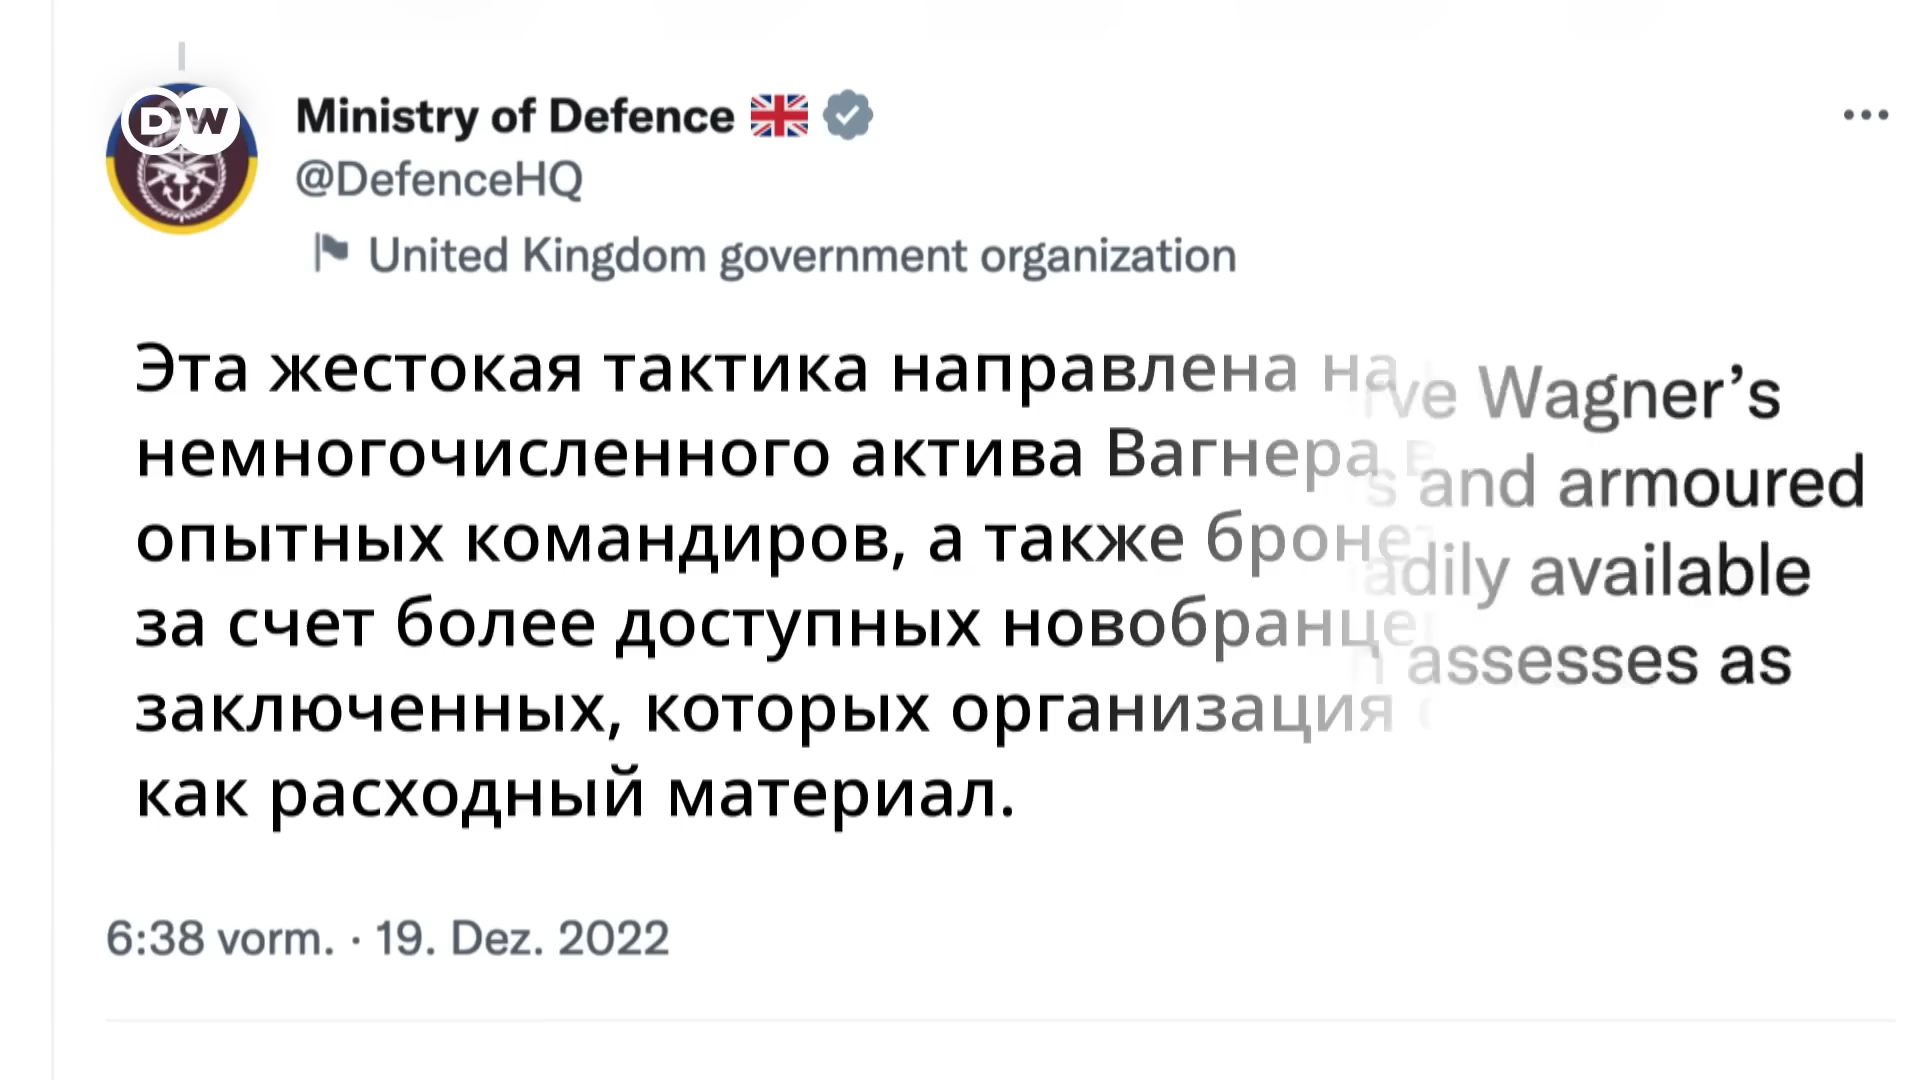 DW
Ministry of Defence
@DefenceHQ
United Kingdom government organization
Эта жестокая тактика направлена на
Wagner’s
немногочисленного актива Вагнера
and armoured
опытных командиров, а также
available
за счет более доступных
assesses as
заключенных, которых организация
как расходный материал.
6:38 vorm. · 19. Dez. 2022